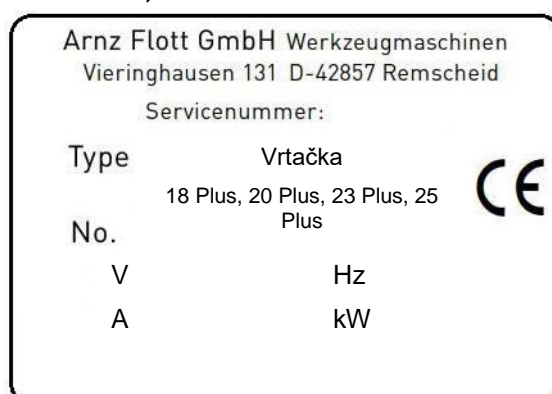 Arnz Flott GmbH Werkzeugmaschinen
Vieringhausen 131 D-42857 Remscheid
Servicenummer:
Type Vrtačka
18 Plus, 20 Plus, 23 Plus, 25
Plus
No.
V Hz
A kW
CE